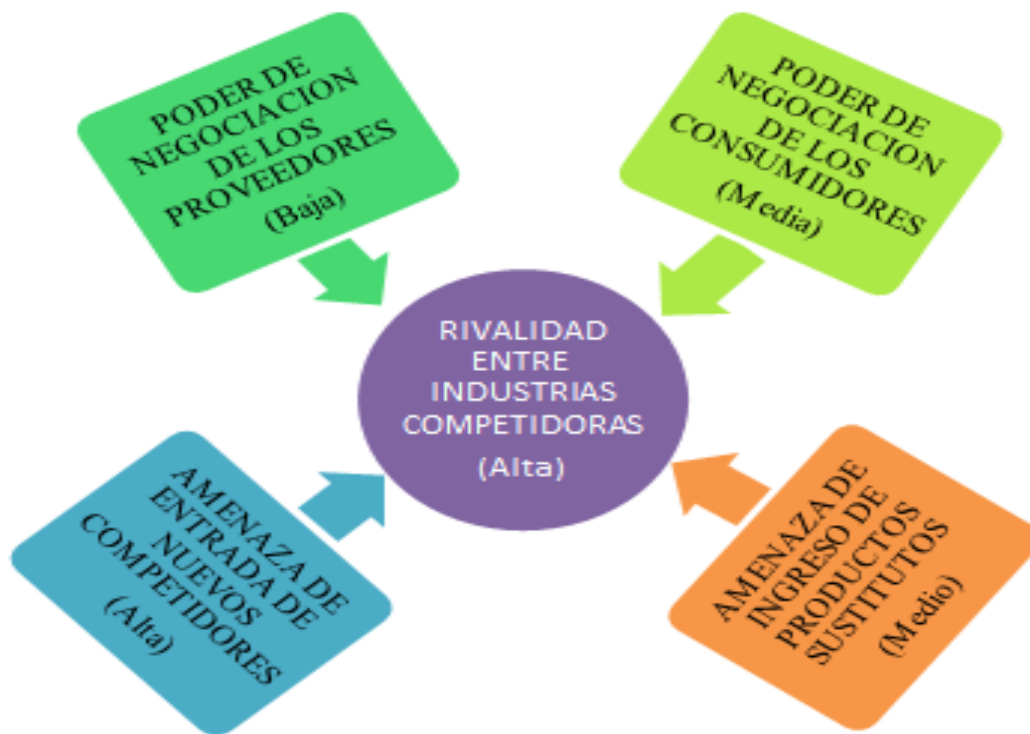 PODER DE
NEGOCIACION
DE LOS
PROVEEDORES
(Baja)
PODER DE
NEGOCIACION
DE LOS
CONSUMIDORES
(Media)
RIVALIDAD
ENTRE
INDUSTRIAS
COMPETIDORAS
(Alta)
AMENAZA DE
ENTRADA DE
NUEVOS
COMPETIDORES
(Alta)
AMENAZA DE
INGRESO DE
PRODUCTOS
SUSTITUTOS
(Medio)